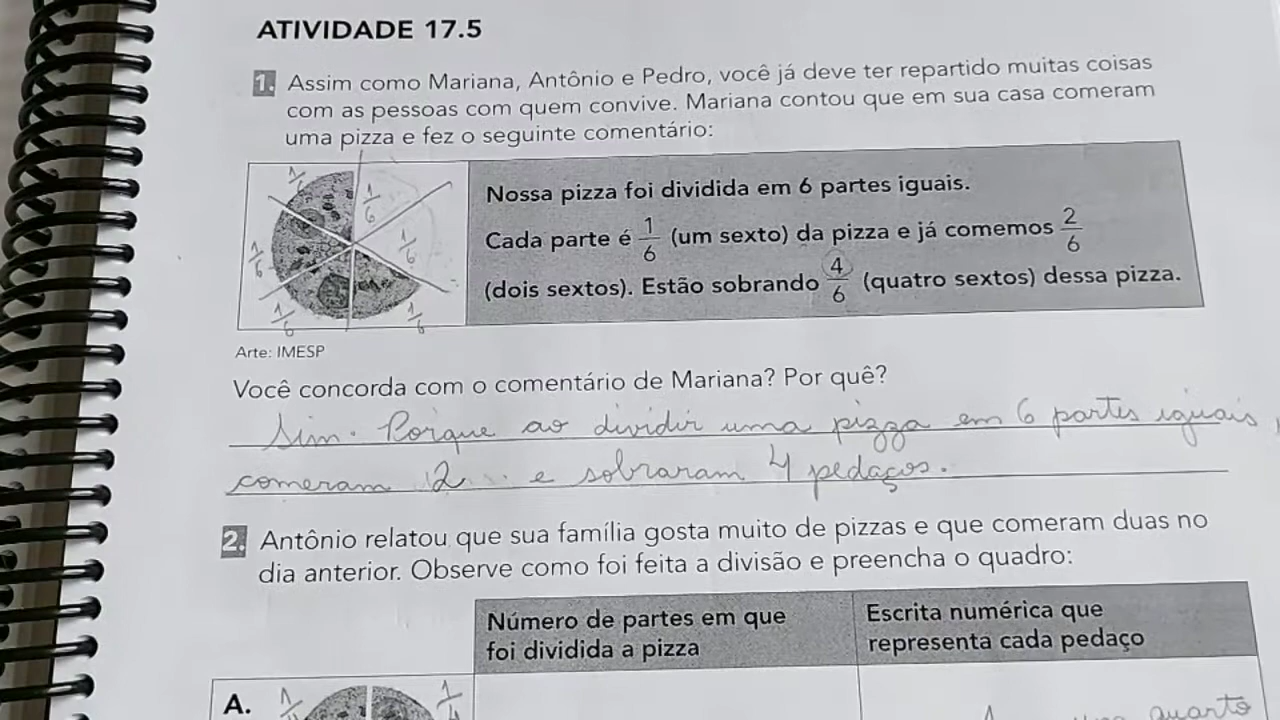 ATIVIDADE 17.5
1. Assim como Mariana, Antônio e Pedro, você já deve ter repartido muitas coisas
com as pessoas com quem convive. Mariana contou que em sua casa comeram
uma pizza e fez o seguinte comentário:
1/6 1/6
1/6 1/6
1/6 1/6
Nossa pizza foi dividida em 6 partes iguais.
Cada parte é 1/6 (um sexto) da pizza e já comemos 2/6
(dois sextos). Estão sobrando 4/6 (quatro sextos) dessa pizza.
Arte: IMESP
Você concorda com o comentário de Mariana? Por quê?
Sim. Porque ao dividir uma pizza em 6 partes iguais,
comeram 2 e sobraram 4 pedaços.
2. Antônio relatou que sua família gosta muito de pizzas e que comeram duas no
dia anterior. Observe como foi feita a divisão e preencha o quadro:
Número de partes em que
foi dividida a pizza
Escrita numérica que
representa cada pedaço
A.
quarto